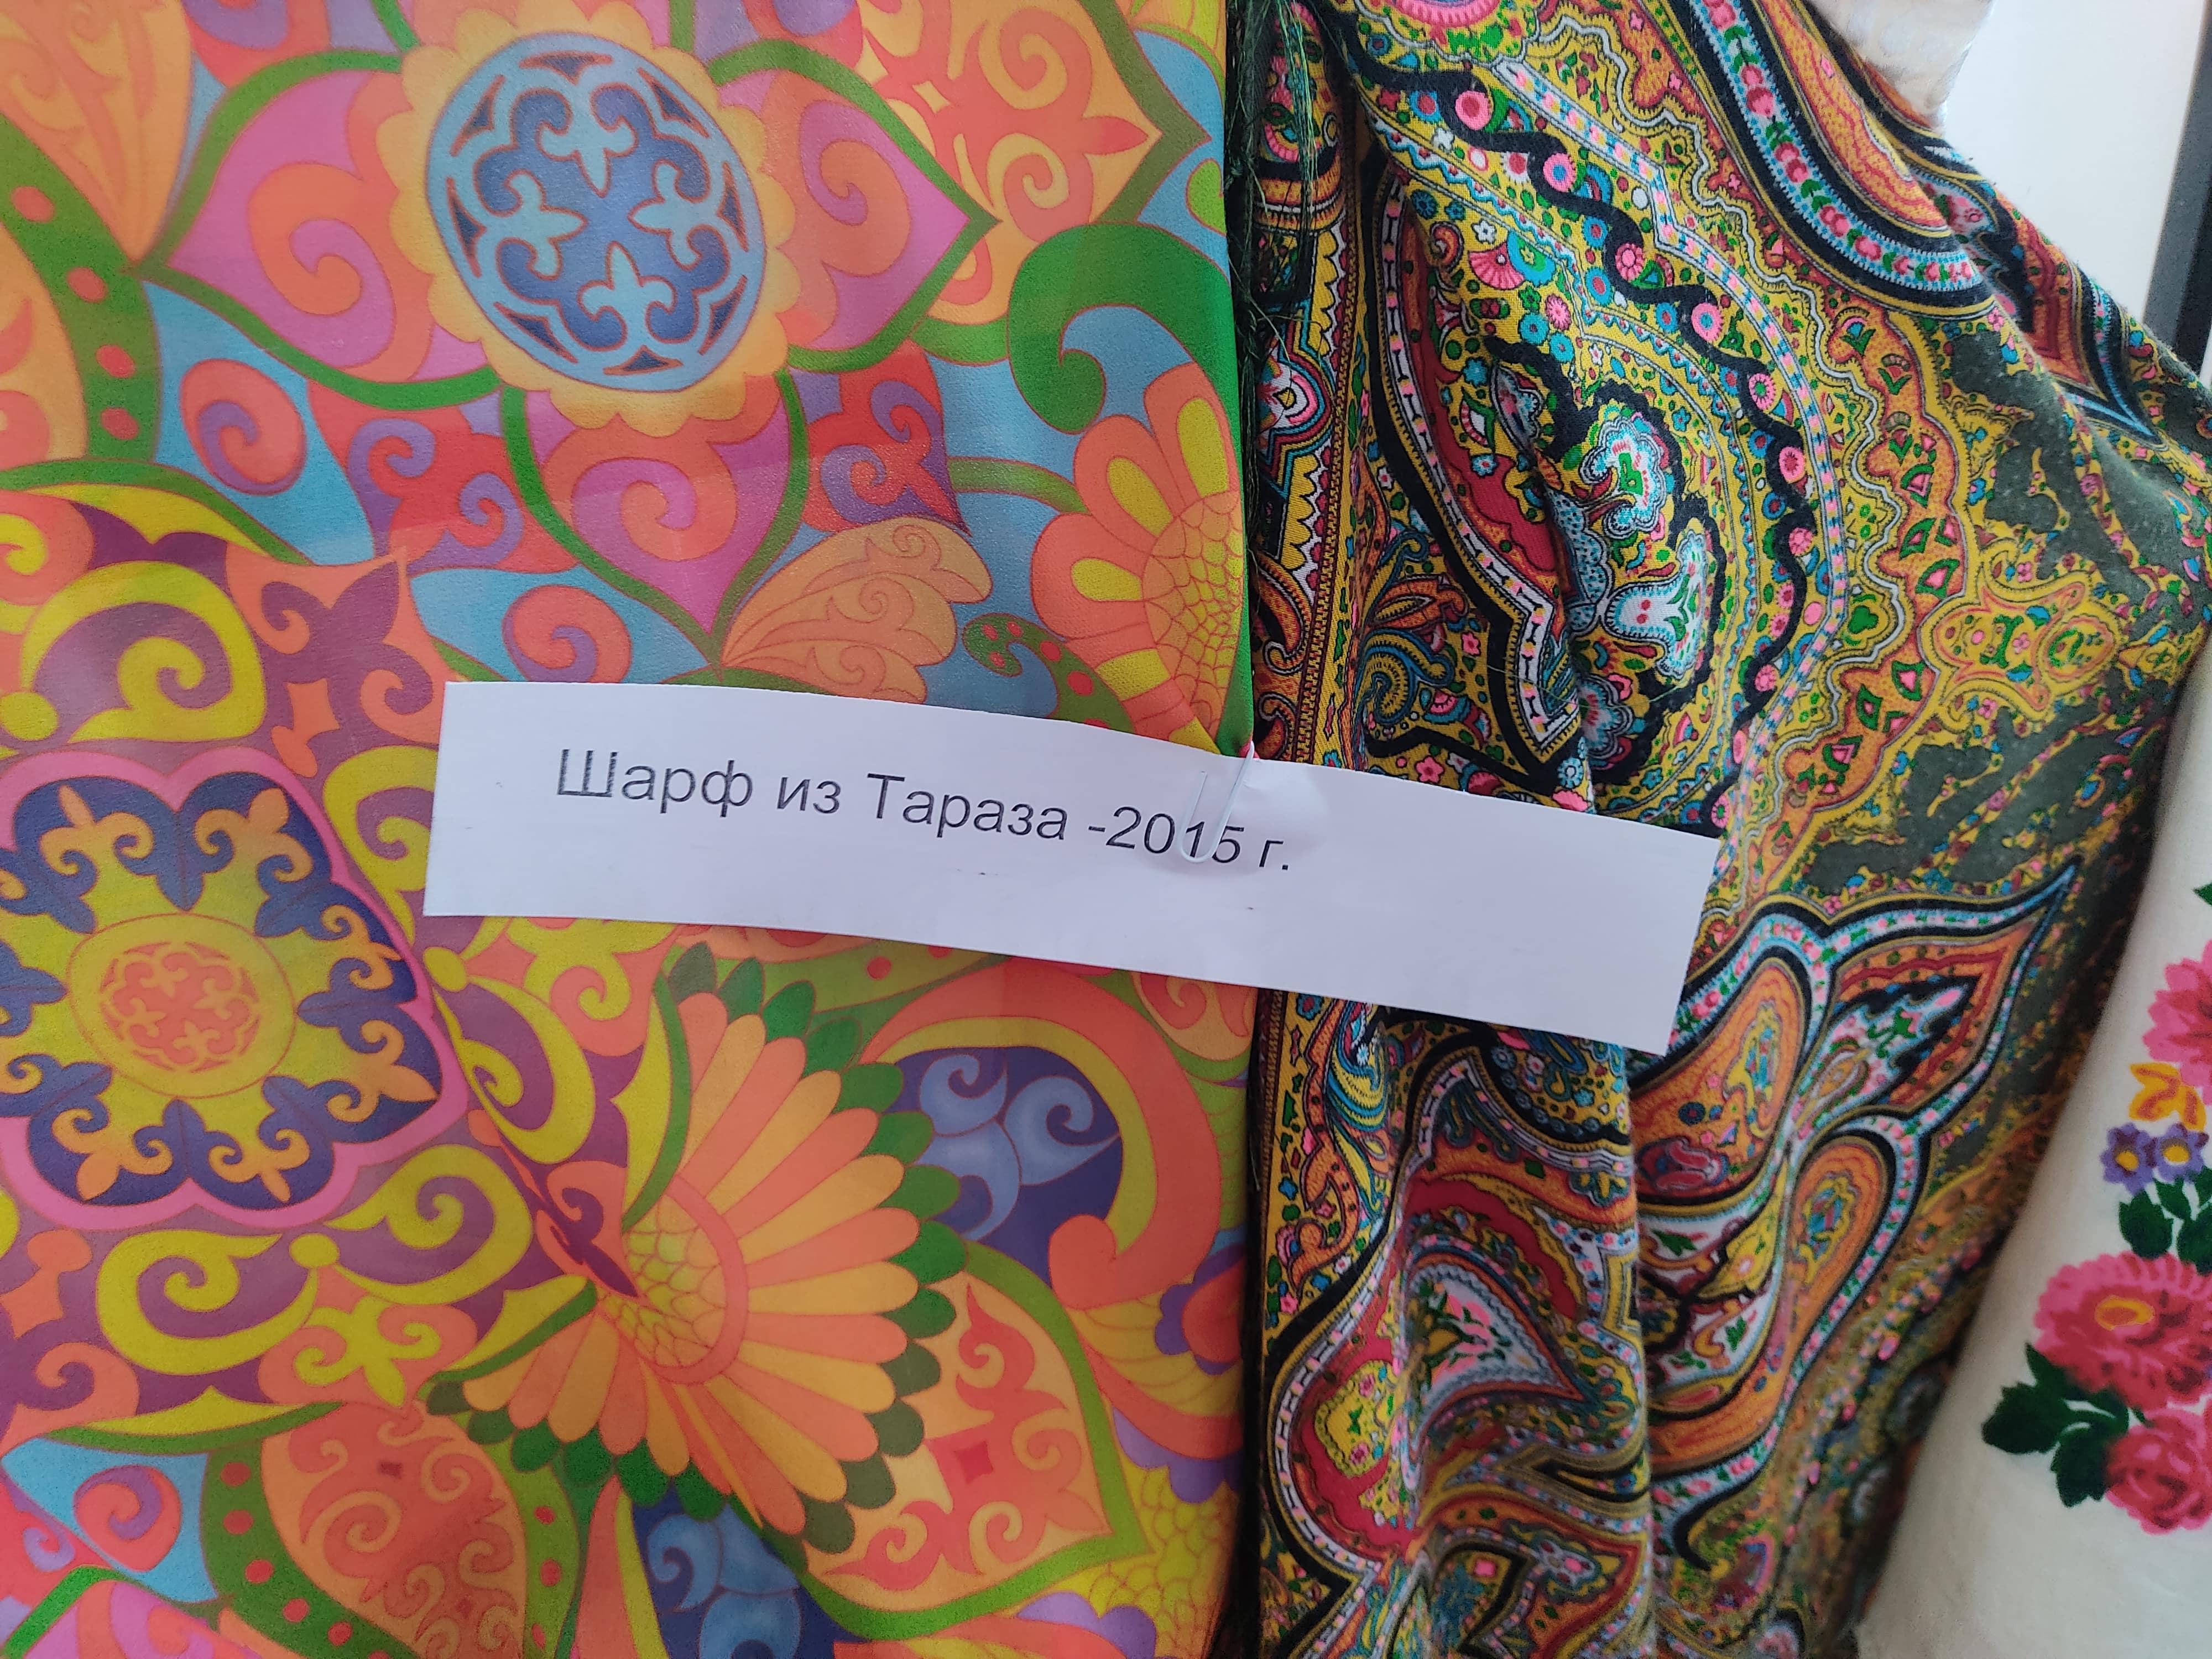 Шарф из Тараза -2015 г.